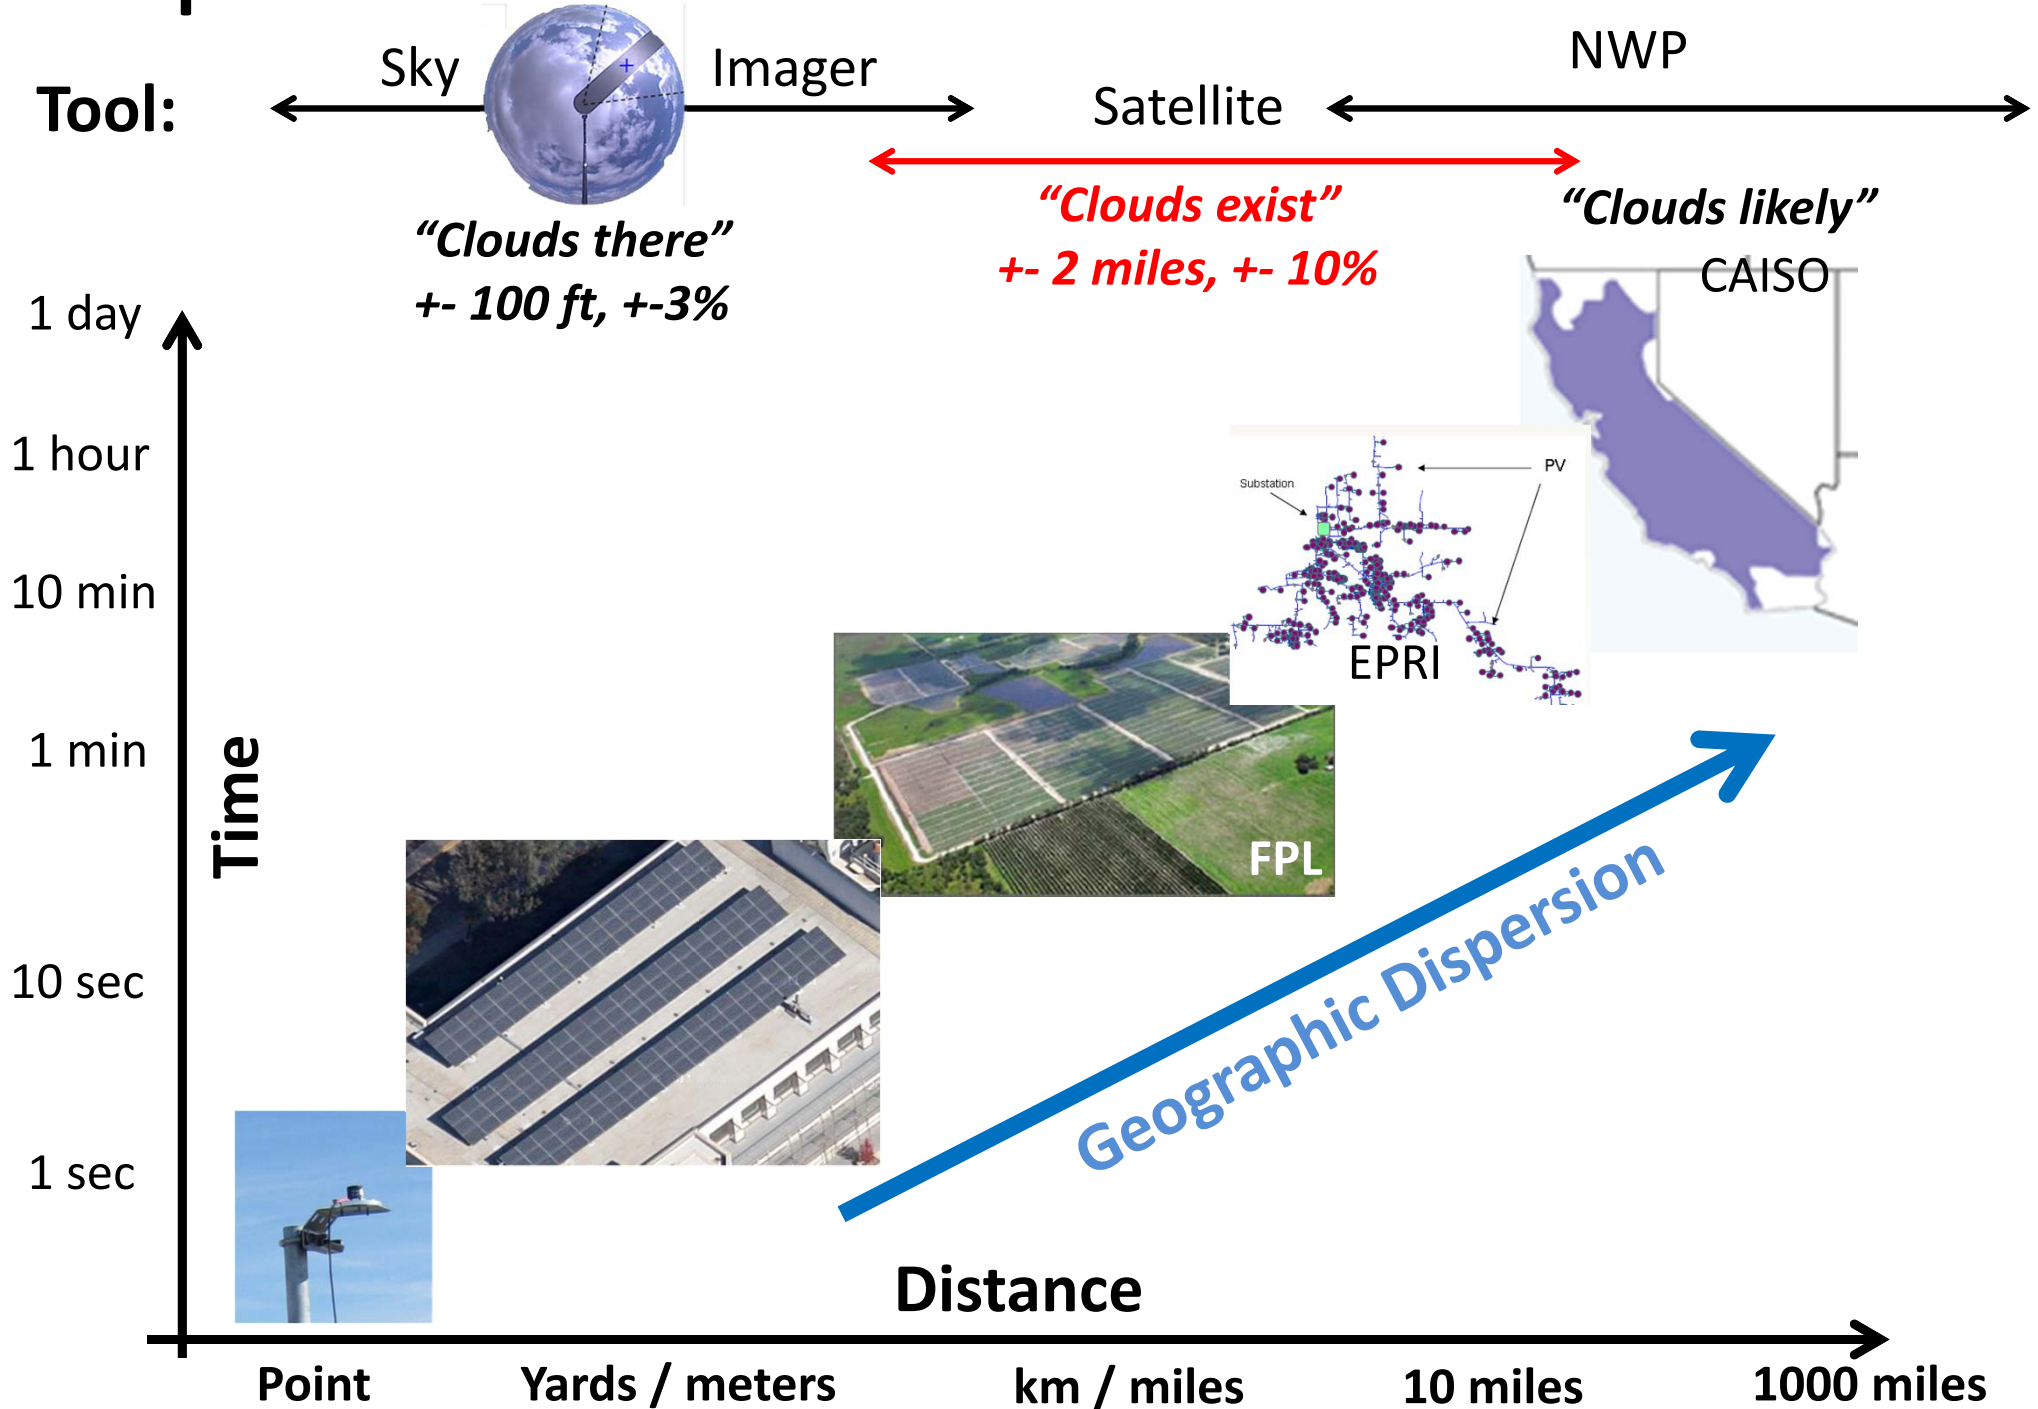 Tool:
Sky Imager
Satellite
NWP
“Clouds there”
+- 100 ft, +-3%
“Clouds exist”
+- 2 miles, +- 10%
“Clouds likely”
CAISO
1 day
1 hour
10 min
1 min
10 sec
1 sec
Time
Substation
PV
EPRI
FPL
Geographic Dispersion
Distance
Point
Yards / meters
km / miles
10 miles
1000 miles